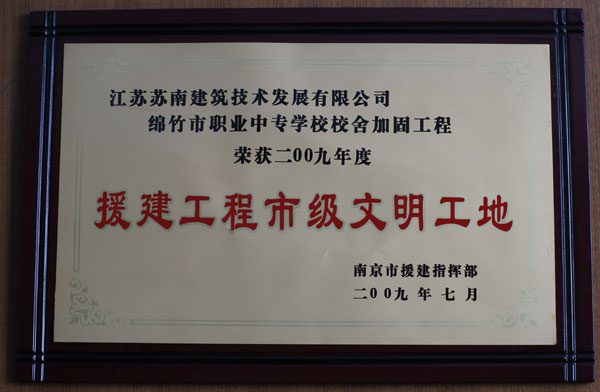 江苏苏南建筑技术发展有限公司
绵竹市职业中专学校校舍加固工程
荣获二00九年度
援建工程市级文明工地
南京市援建指挥部
二00九年七月